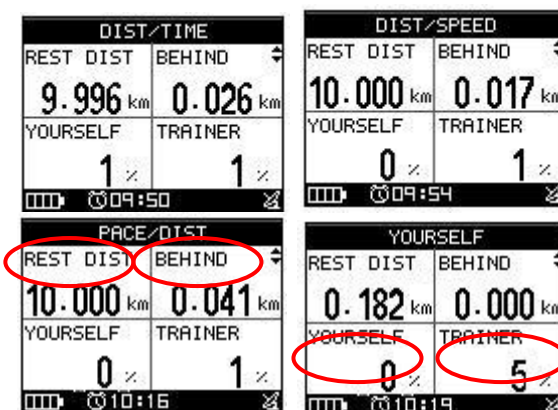 DIST/TIME
REST DIST BEHIND
9.996 km 0.026 km
YOURSELF TRAINER
1 % 1 %
09:50
DIST/SPEED
REST DIST BEHIND
10.000 km 0.017 km
YOURSELF TRAINER
0 % 1 %
09:54
PACE/DIST
REST DIST BEHIND
10.000 km 0.041 km
YOURSELF TRAINER
0 % 1 %
10:16
YOURSELF
REST DIST BEHIND
0.182 km 0.000 km
YOURSELF TRAINER
0 % 5 %
10:19